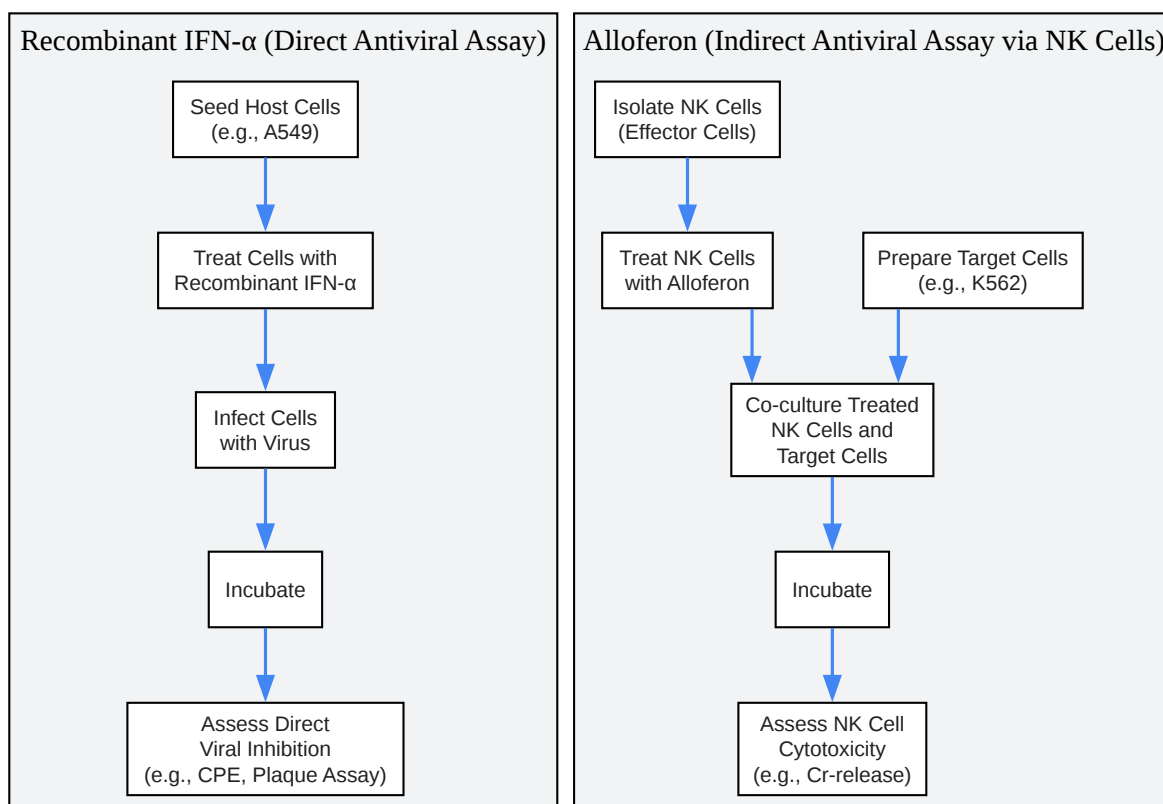 Recombinant IFN-α (Direct Antiviral Assay)
Seed Host Cells
(e.g., A549)
Treat Cells with
Recombinant IFN-α
Infect Cells
with Virus
Incubate
Assess Direct
Viral Inhibition
(e.g., CPE, Plaque Assay)
Alloferon (Indirect Antiviral Assay via NK Cells)
Isolate NK Cells
(Effector Cells)
Treat NK Cells
with Alloferon
Prepare Target Cells
(e.g., K562)
Co-culture Treated
NK Cells and
Target Cells
Incubate
Assess NK Cell
Cytotoxicity
(e.g., Cr-release)